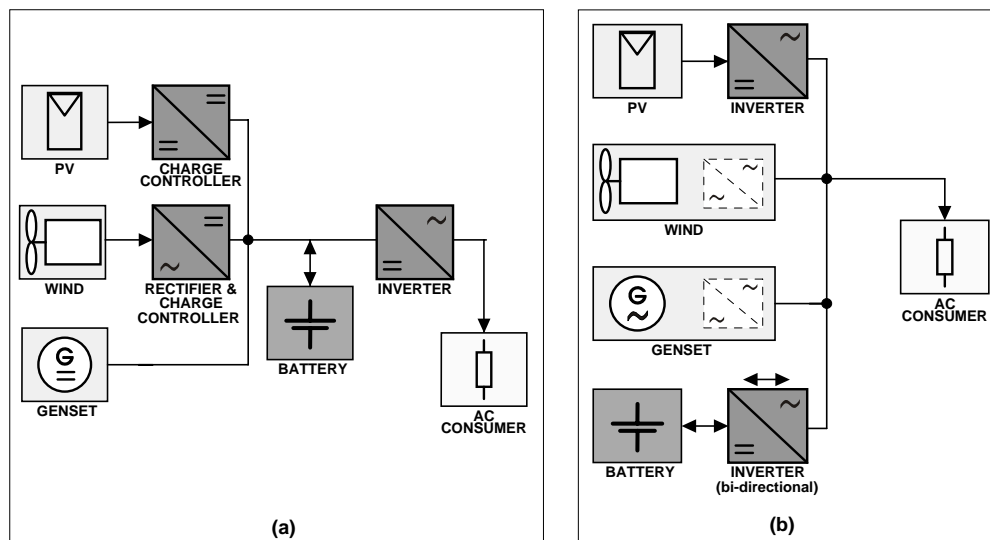 PV
CHARGE
CONTROLLER
WIND
RECTIFIER &
CHARGE
CONTROLLER
~
INVERTER
~
G
GENSET
BATTERY
AC
CONSUMER
(a)
PV
~
INVERTER
~
~
WIND
G
~
~
~
GENSET
AC
CONSUMER
BATTERY
~
INVERTER
(bi-directional)
(b)